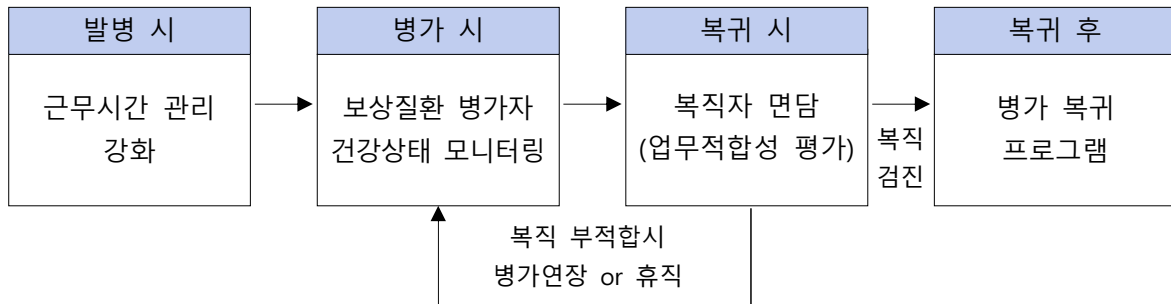 발병 시
근무시간 관리
강화
병가 시
보상질환 병가자
건강상태 모니터링
복귀 시
복직자 면담
(업무적합성 평가)
복직
검진
복귀 후
병가 복귀
프로그램
복직 부적합시
병가연장 or 휴직